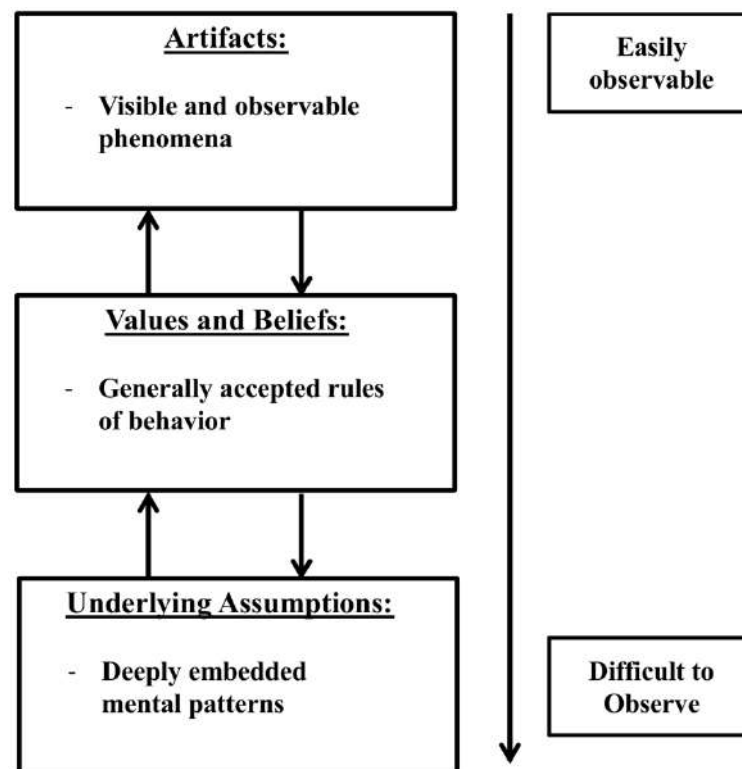 Artifacts:
- Visible and observable
phenomena
Easily
observable
Values and Beliefs:
- Generally accepted rules
of behavior
Underlying Assumptions:
- Deeply embedded
mental patterns
Difficult to
Observe